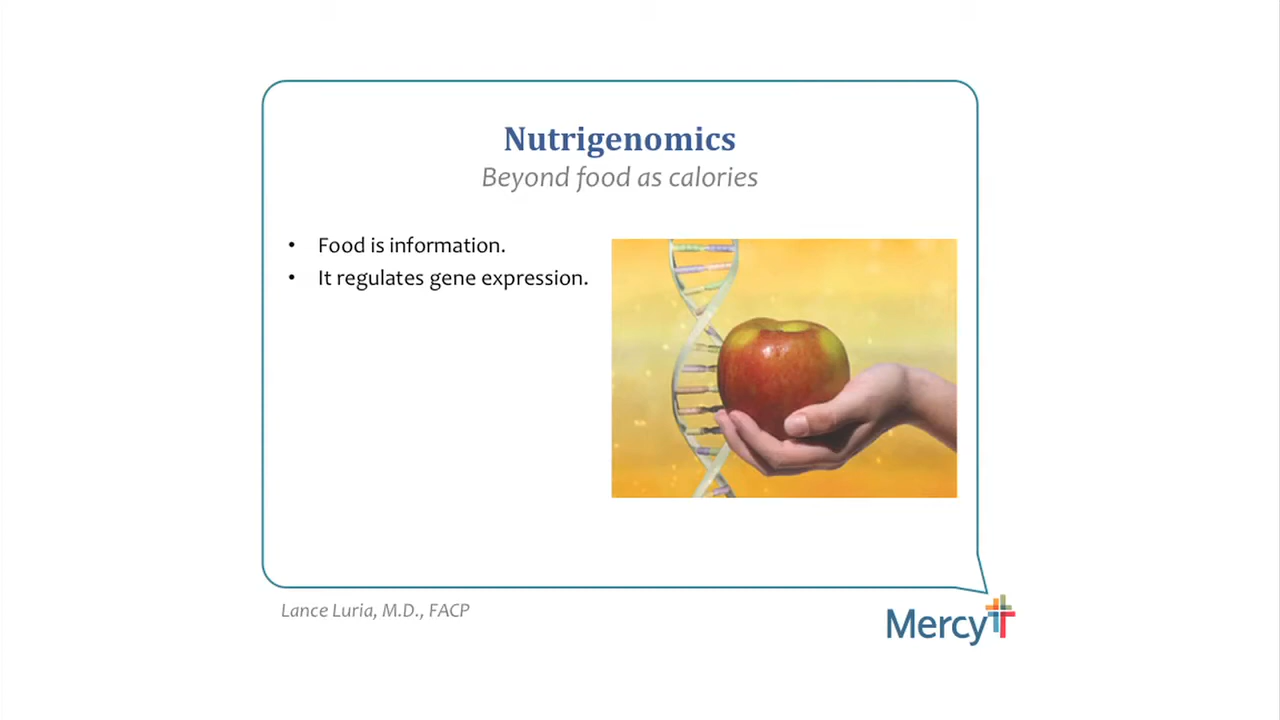 Nutrigenomics
Beyond food as calories
• Food is information.
• It regulates gene expression.
Lance Luria, M.D., FACP
Mercy